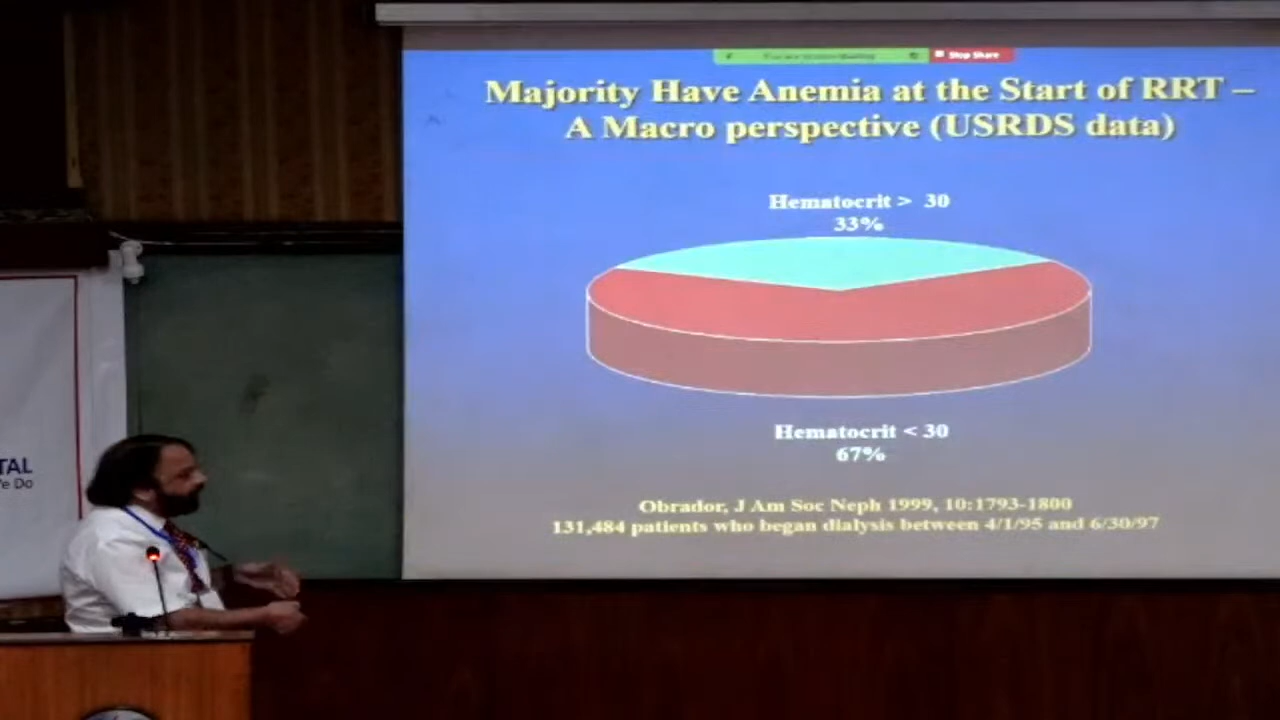 Stop Share
Majority Have Anemia at the Start of RRT –
A Macro perspective (USRDS data)
Hematocrit > 30
33%
Hematocrit < 30
67%
Obrador, J Am Soc Neph 1999, 10:1793-1800
131,484 patients who began dialysis between 4/1/95 and 6/30/97
TAL
e Do